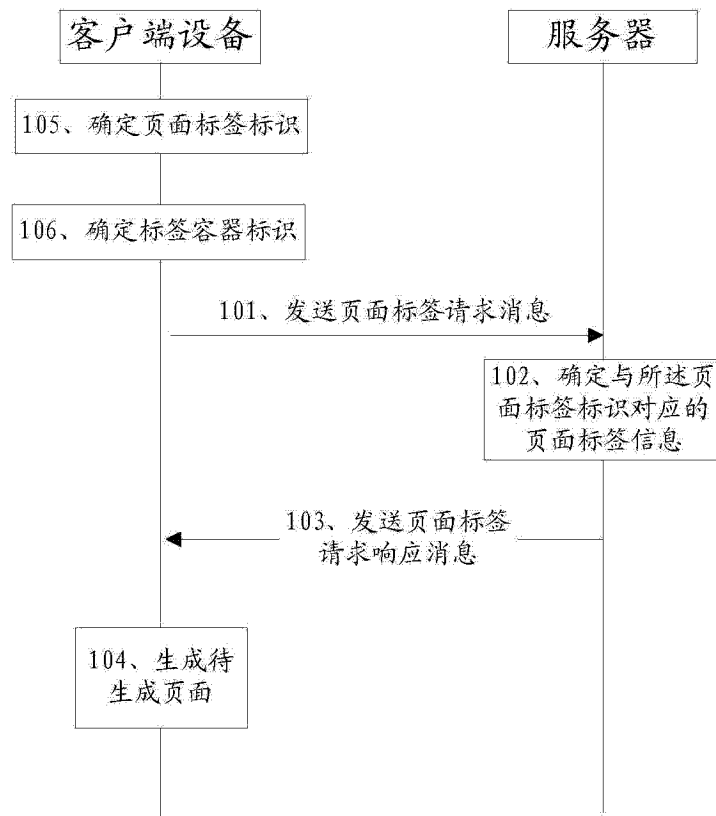 客户端设备
服务器
105、确定页面标签标识
106、确定标签容器标识
101、发送页面标签请求消息
102、确定与所述页
面标签标识对应的
页面标签信息
103、发送页面标签
请求响应消息
104、生成待
生成页面